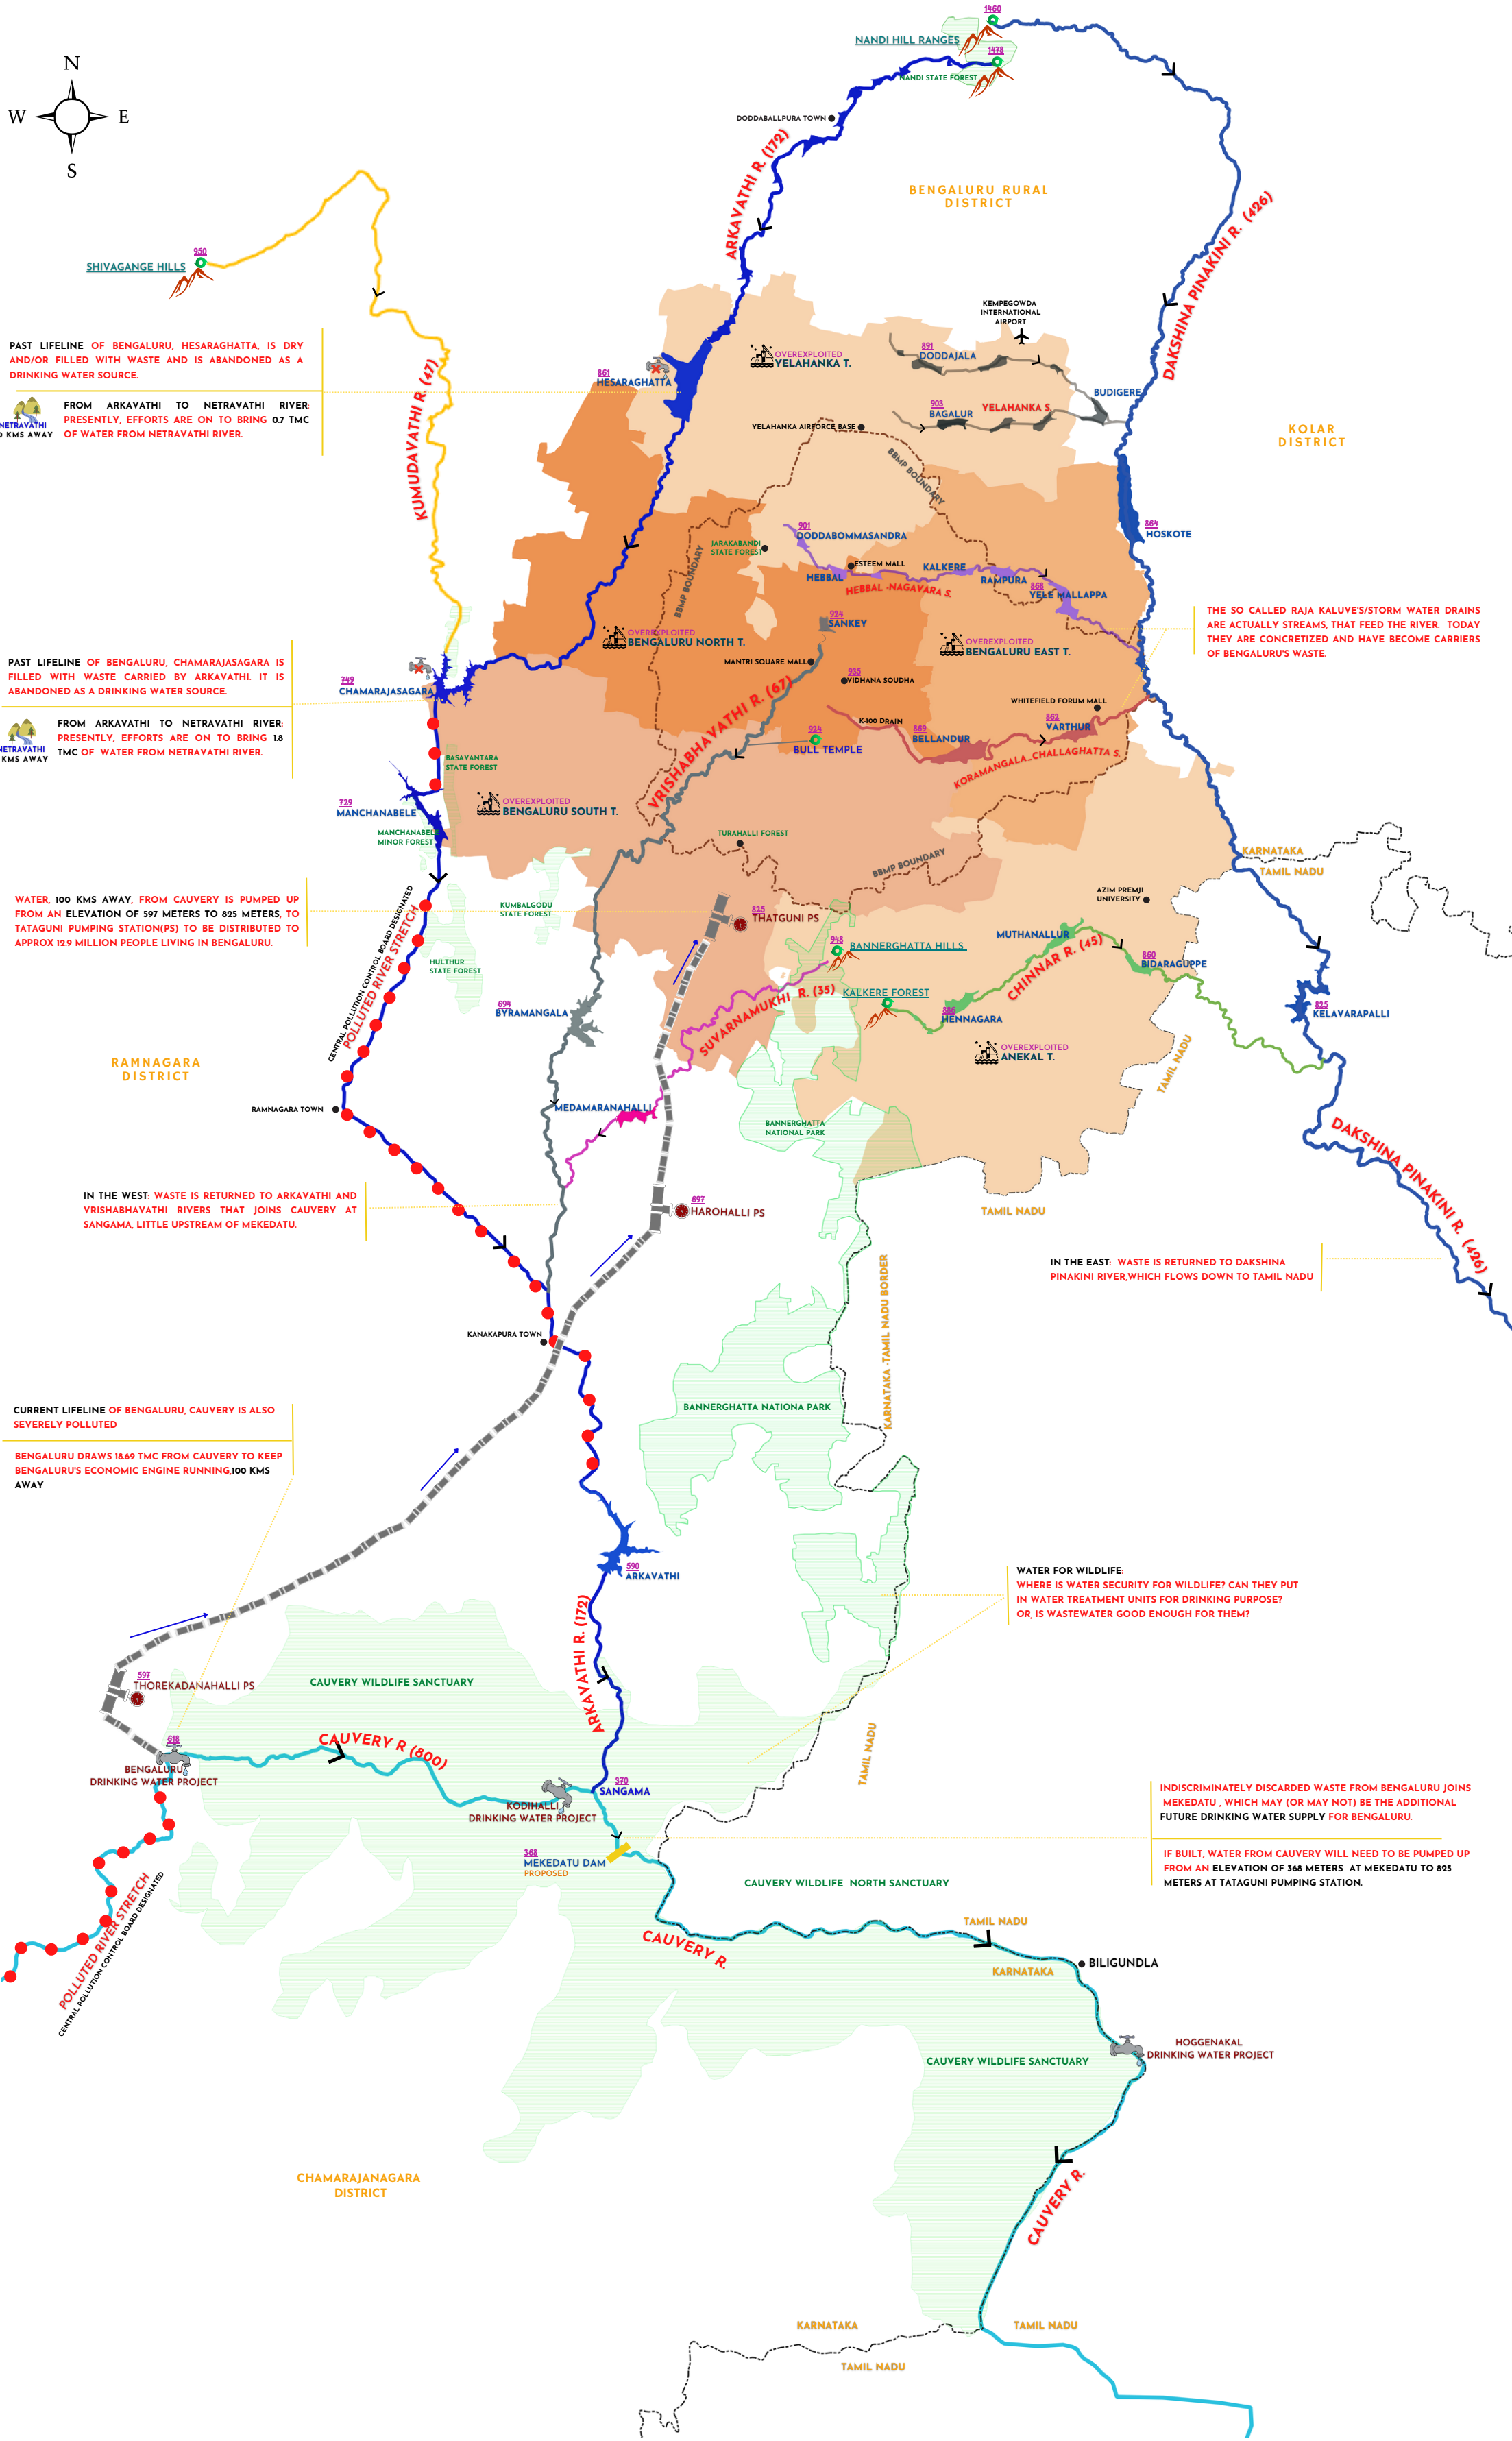 1460
NANDI HILL RANGES
1478
NANDI STATE FOREST
N
W E
S
DODDABALLPURA TOWN
ARKAVATHI R. (172)
BENGALURU RURAL
DISTRICT
DAKSHINA PINAKINI R. (426)
950
SHIVAGANGE HILLS
KEMPEGOWDA
INTERNATIONAL
AIRPORT
PAST LIFELINE OF BENGALURU, HESARAGHATTA, IS DRY
AND/OR FILLED WITH WASTE AND IS ABANDONED AS A
DRINKING WATER SOURCE.
NETRAVATHI
0 KMS AWAY
FROM ARKAVATHI TO NETRAVATHI RIVER:
PRESENTLY, EFFORTS ARE ON TO BRING 0.7 TMC
OF WATER FROM NETRAVATHI RIVER.
KUMUDAVATHI R. (47)
861
HESARAGHATTA
OVEREXPLOITED
YELAHANKA T.
891
DODDAJALA
BUDIGERE
903
BAGALUR
YELAHANKA S.
YELAHANKA AIRFORCE BASE
BBMP BOUNDARY
KOLAR
DISTRICT
864
HOSKOTE
901
DODDABOMMASANDRA
JARAKABANDI
STATE FOREST
BBMP BOUNDARY
ESTEEM MALL
HEBBAL
KALKERE
RAMPURA
HEBBAL -NAGAVARA S.
868
YELE MALLAPPA
THE SO CALLED RAJA KALUVE'S/STORM WATER DRAINS
ARE ACTUALLY STREAMS, THAT FEED THE RIVER. TODAY
THEY ARE CONCRETIZED AND HAVE BECOME CARRIERS
OF BENGALURU'S WASTE.
924
SANKEY
OVEREXPLOITED
BENGALURU NORTH T.
OVEREXPLOITED
BENGALURU EAST T.
MANTRI SQUARE MALL
935
VIDHANA SOUDHA
PAST LIFELINE OF BENGALURU, CHAMARAJASAGARA IS
FILLED WITH WASTE CARRIED BY ARKAVATHI. IT IS
ABANDONED AS A DRINKING WATER SOURCE.
NETRAVATHI
KMS AWAY
FROM ARKAVATHI TO NETRAVATHI RIVER:
PRESENTLY, EFFORTS ARE ON TO BRING 1.8
TMC OF WATER FROM NETRAVATHI RIVER.
749
CHAMARAJASAGARA
VRISHABHAVATHI R. (67)
WHITEFIELD FORUM MALL
K-100 DRAIN
862
VARTHUR
869
BELLANDUR
924
BULL TEMPLE
KORAMANGALA_CHALLAGHATTA S.
BASAVANTARA
STATE FOREST
OVEREXPLOITED
BENGALURU SOUTH T.
729
MANCHANABELE
MANCHANABELE
MINOR FOREST
TURAHALLI FOREST
BBMP BOUNDARY
KARNATAKA
TAMIL NADU
WATER, 100 KMS AWAY, FROM CAUVERY IS PUMPED UP
FROM AN ELEVATION OF 597 METERS TO 825 METERS, TO
TATAGUNI PUMPING STATION(PS) TO BE DISTRIBUTED TO
APPROX 12.9 MILLION PEOPLE LIVING IN BENGALURU.
CENTRAL POLLUTION CONTROL BOARD DESIGNATED
POLLUTED RIVER STRETCH
KUMBALGODU
STATE FOREST
HULTHUR
STATE FOREST
825
THATGUNI PS
AZIM PREMJI
UNIVERSITY
MUTHANALLUR
CHINNAR R. (45)
860
BIDARAGUPPE
948
BANNERGHATTA HILLS
KALKERE FOREST
SUVARNAMUKHI R. (35)
886
HENNAGARA
825
KELAVARAPALLI
694
BYRAMANGALA
OVEREXPLOITED
ANEKAL T.
TAMIL NADU
RAMNAGARA
DISTRICT
RAMNAGARA TOWN
MEDAMARANAHALLI
BANNERGHATTA
NATIONAL PARK
DAKSHINA PINAKINI R. (426)
IN THE WEST: WASTE IS RETURNED TO ARKAVATHI AND
VRISHABHAVATHI RIVERS THAT JOINS CAUVERY AT
SANGAMA, LITTLE UPSTREAM OF MEKEDATU.
697
HAROHALLI PS
TAMIL NADU
IN THE EAST: WASTE IS RETURNED TO DAKSHINA
PINAKINI RIVER,WHICH FLOWS DOWN TO TAMIL NADU
KARNATAKA -TAMIL NADU BORDER
KANAKAPURA TOWN
BANNERGHATTA NATIONA PARK
CURRENT LIFELINE OF BENGALURU, CAUVERY IS ALSO
SEVERELY POLLUTED
BENGALURU DRAWS 18.69 TMC FROM CAUVERY TO KEEP
BENGALURU'S ECONOMIC ENGINE RUNNING,100 KMS
AWAY
590
ARKAVATHI
WATER FOR WILDLIFE:
WHERE IS WATER SECURITY FOR WILDLIFE? CAN THEY PUT
IN WATER TREATMENT UNITS FOR DRINKING PURPOSE?
OR, IS WASTEWATER GOOD ENOUGH FOR THEM?
ARKAVATHI R. (172)
597
THOREKADANAHALLI PS
CAUVERY WILDLIFE SANCTUARY
TAMIL NADU
618
BENGALURU
DRINKING WATER PROJECT
CAUVERY R (800)
370
SANGAMA
KODIHALLI
DRINKING WATER PROJECT
INDISCRIMINATELY DISCARDED WASTE FROM BENGALURU JOINS
MEKEDATU , WHICH MAY (OR MAY NOT) BE THE ADDITIONAL
FUTURE DRINKING WATER SUPPLY FOR BENGALURU.
IF BUILT, WATER FROM CAUVERY WILL NEED TO BE PUMPED UP
FROM AN ELEVATION OF 368 METERS AT MEKEDATU TO 825
METERS AT TATAGUNI PUMPING STATION.
368
MEKEDATU DAM
PROPOSED
CAUVERY WILDLIFE NORTH SANCTUARY
POLLUTED RIVER STRETCH
CENTRAL POLLUTION CONTROL BOARD DESIGNATED
CAUVERY R.
TAMIL NADU
KARNATAKA
BILIGUNDLA
HOGGENAKAL
DRINKING WATER PROJECT
CAUVERY WILDLIFE SANCTUARY
CHAMARAJANAGARA
DISTRICT
CAUVERY R.
KARNATAKA
TAMIL NADU
TAMIL NADU